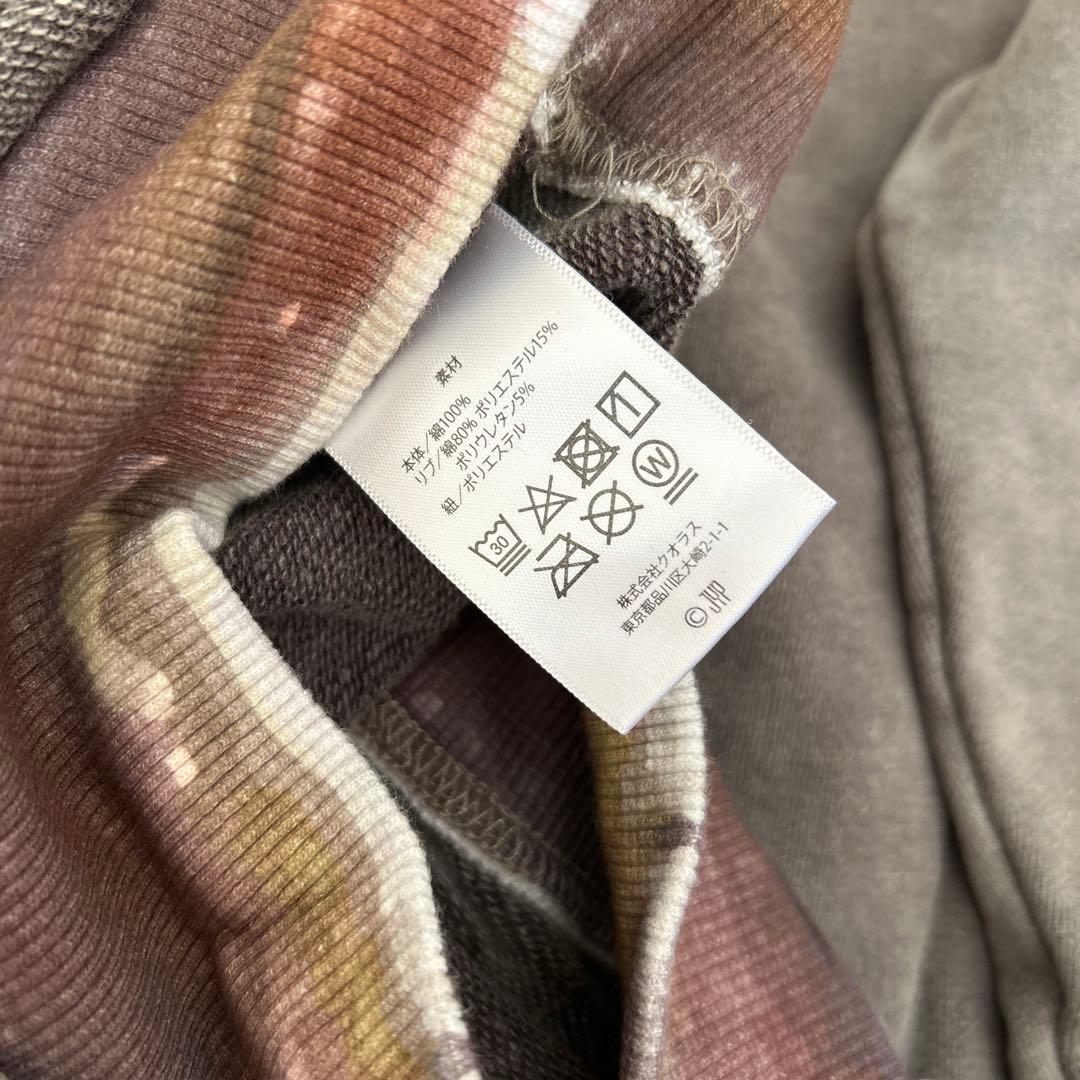 素材
本体/綿100%
リブ/綿80% ポリエステル15%
ポリウレタン5%
紐/ポリエステル
30
W
株式会社クオラス
東京都品川区大崎2-1-1
© JYP